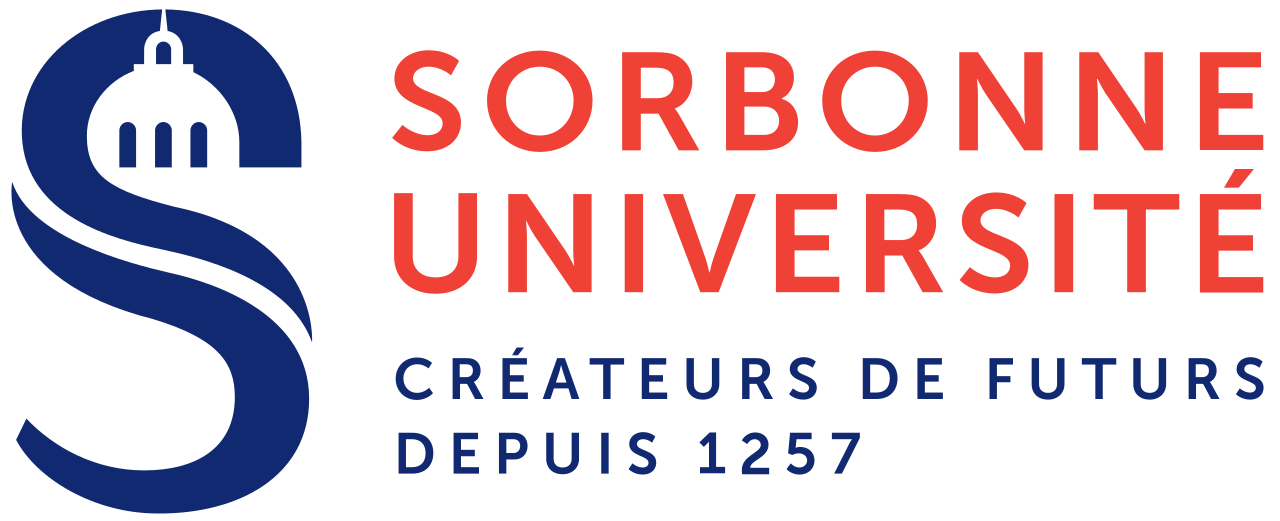 SORBONNE
UNIVERSITÉ
CRÉATEURS DE FUTURS
DEPUIS 1257